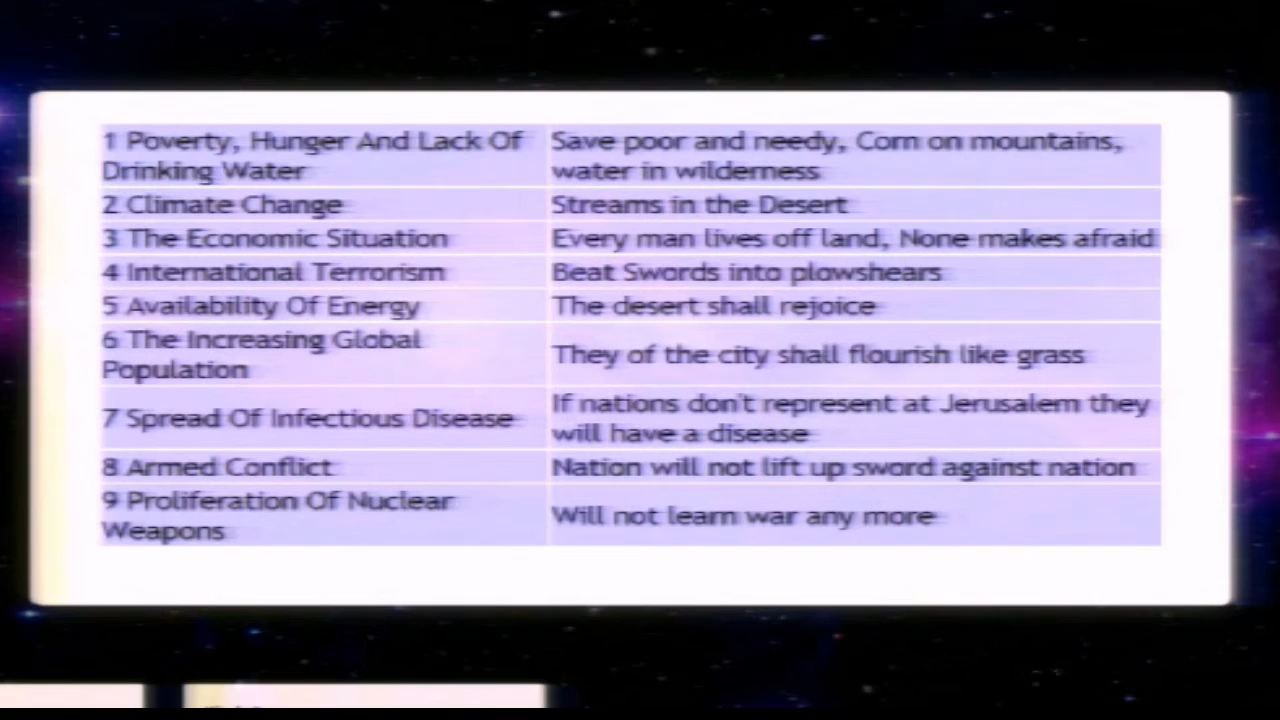 1 Poverty, Hunger And Lack Of Drinking Water
Save poor and needy, Corn on mountains, water in wilderness
2 Climate Change
Streams in the Desert
3 The Economic Situation
Every man lives off land, None makes afraid
4 International Terrorism
Beat Swords into plowshears
5 Availability Of Energy
The desert shall rejoice
6 The Increasing Global Population
They of the city shall flourish like grass
7 Spread Of Infectious Disease
If nations don't represent at Jerusalem they will have a disease
8 Armed Conflict
Nation will not lift up sword against nation
9 Proliferation Of Nuclear Weapons
Will not learn war any more